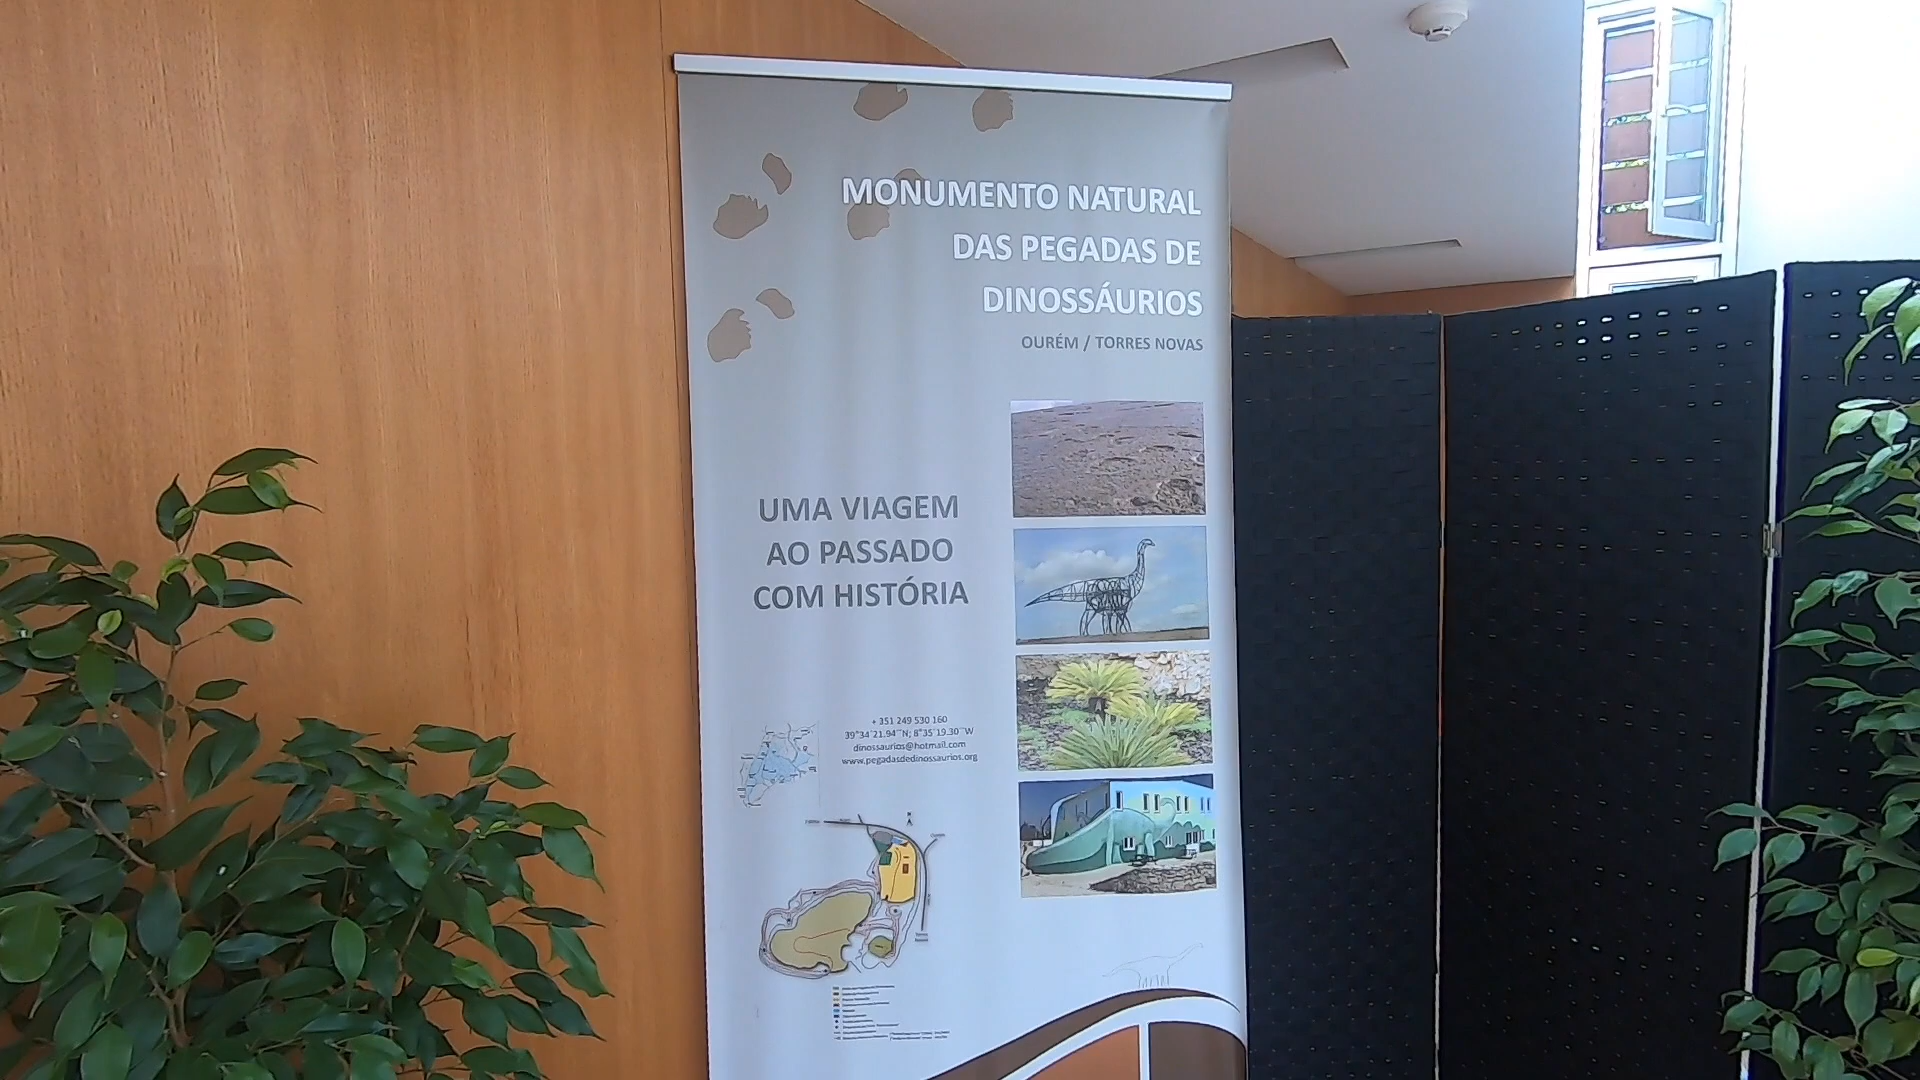 MONUMENTO NATURAL
DAS PEGADAS DE
DINOSSÁURIOS
OURÉM / TORRES NOVAS
UMA VIAGEM
AO PASSADO
COM HISTÓRIA
+ 351 249 530 160
39°34´21.94´´N; 8°35´19.30´´W
dinossaurios@hotmail.com
www.pegadasdedinossaurios.org